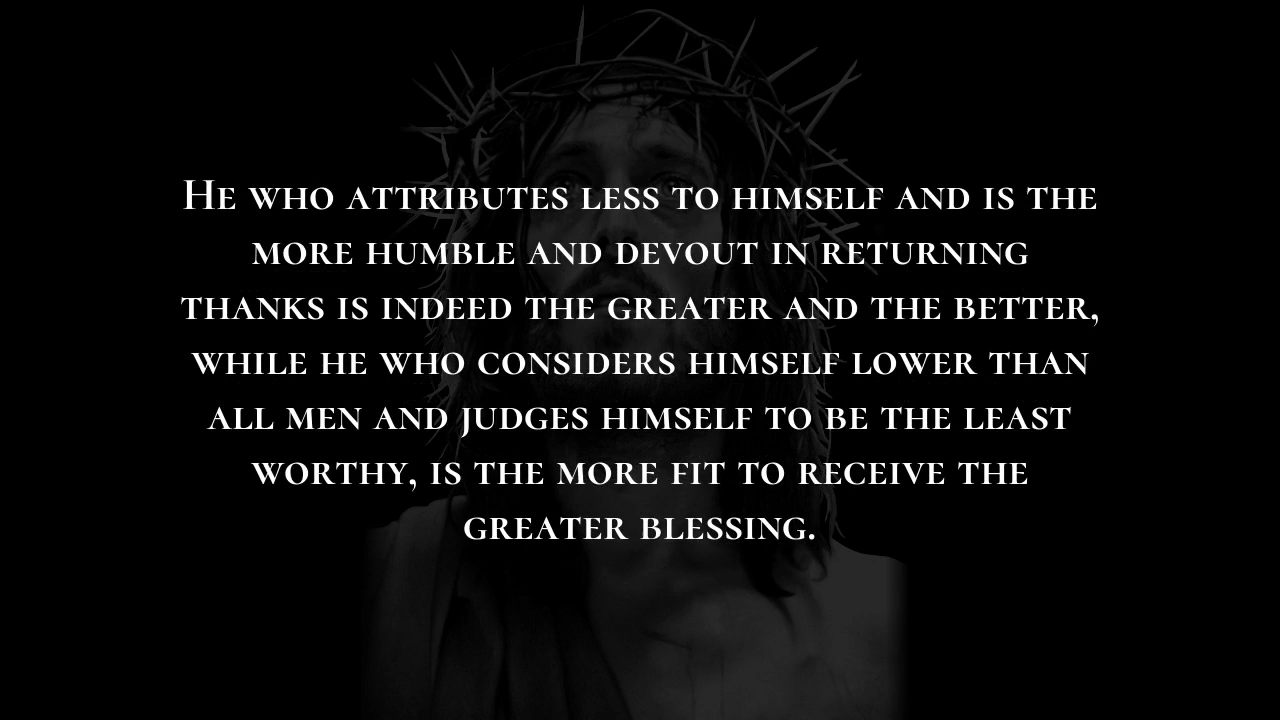 He who attributes less to himself and is the
more humble and devout in returning
thanks is indeed the greater and the better,
while he who considers himself lower than
all men and judges himself to be the least
worthy, is the more fit to receive the
greater blessing.